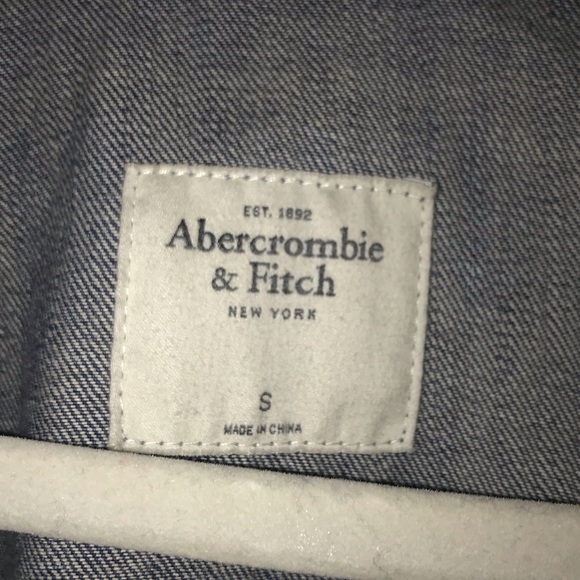 EST. 1892
Abercrombie
& Fitch
NEW YORK
S
MADE IN CHINA